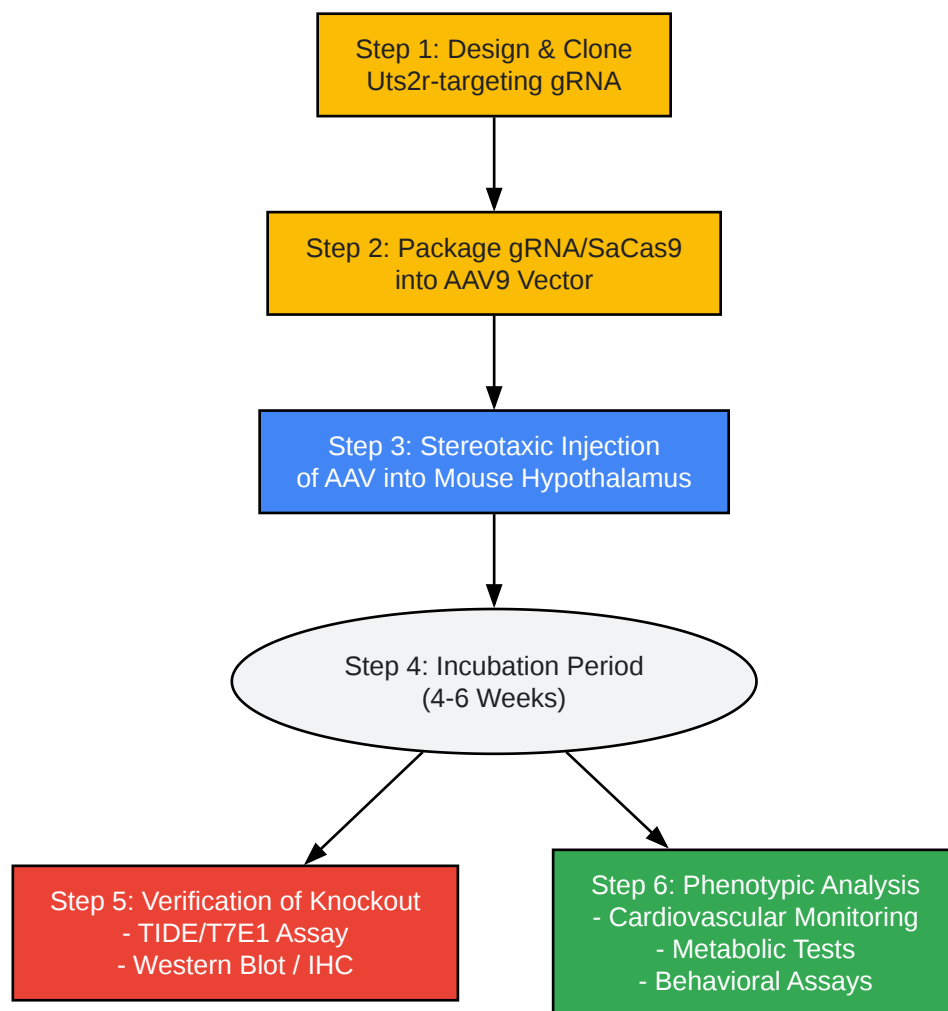 Step 1: Design & Clone
Uts2r-targeting gRNA
Step 2: Package gRNA/SaCas9
into AAV9 Vector
Step 3: Stereotaxic Injection
of AAV into Mouse Hypothalamus
Step 4: Incubation Period
(4-6 Weeks)
Step 5: Verification of Knockout
- TIDE/T7E1 Assay
- Western Blot / IHC
Step 6: Phenotypic Analysis
- Cardiovascular Monitoring
- Metabolic Tests
- Behavioral Assays